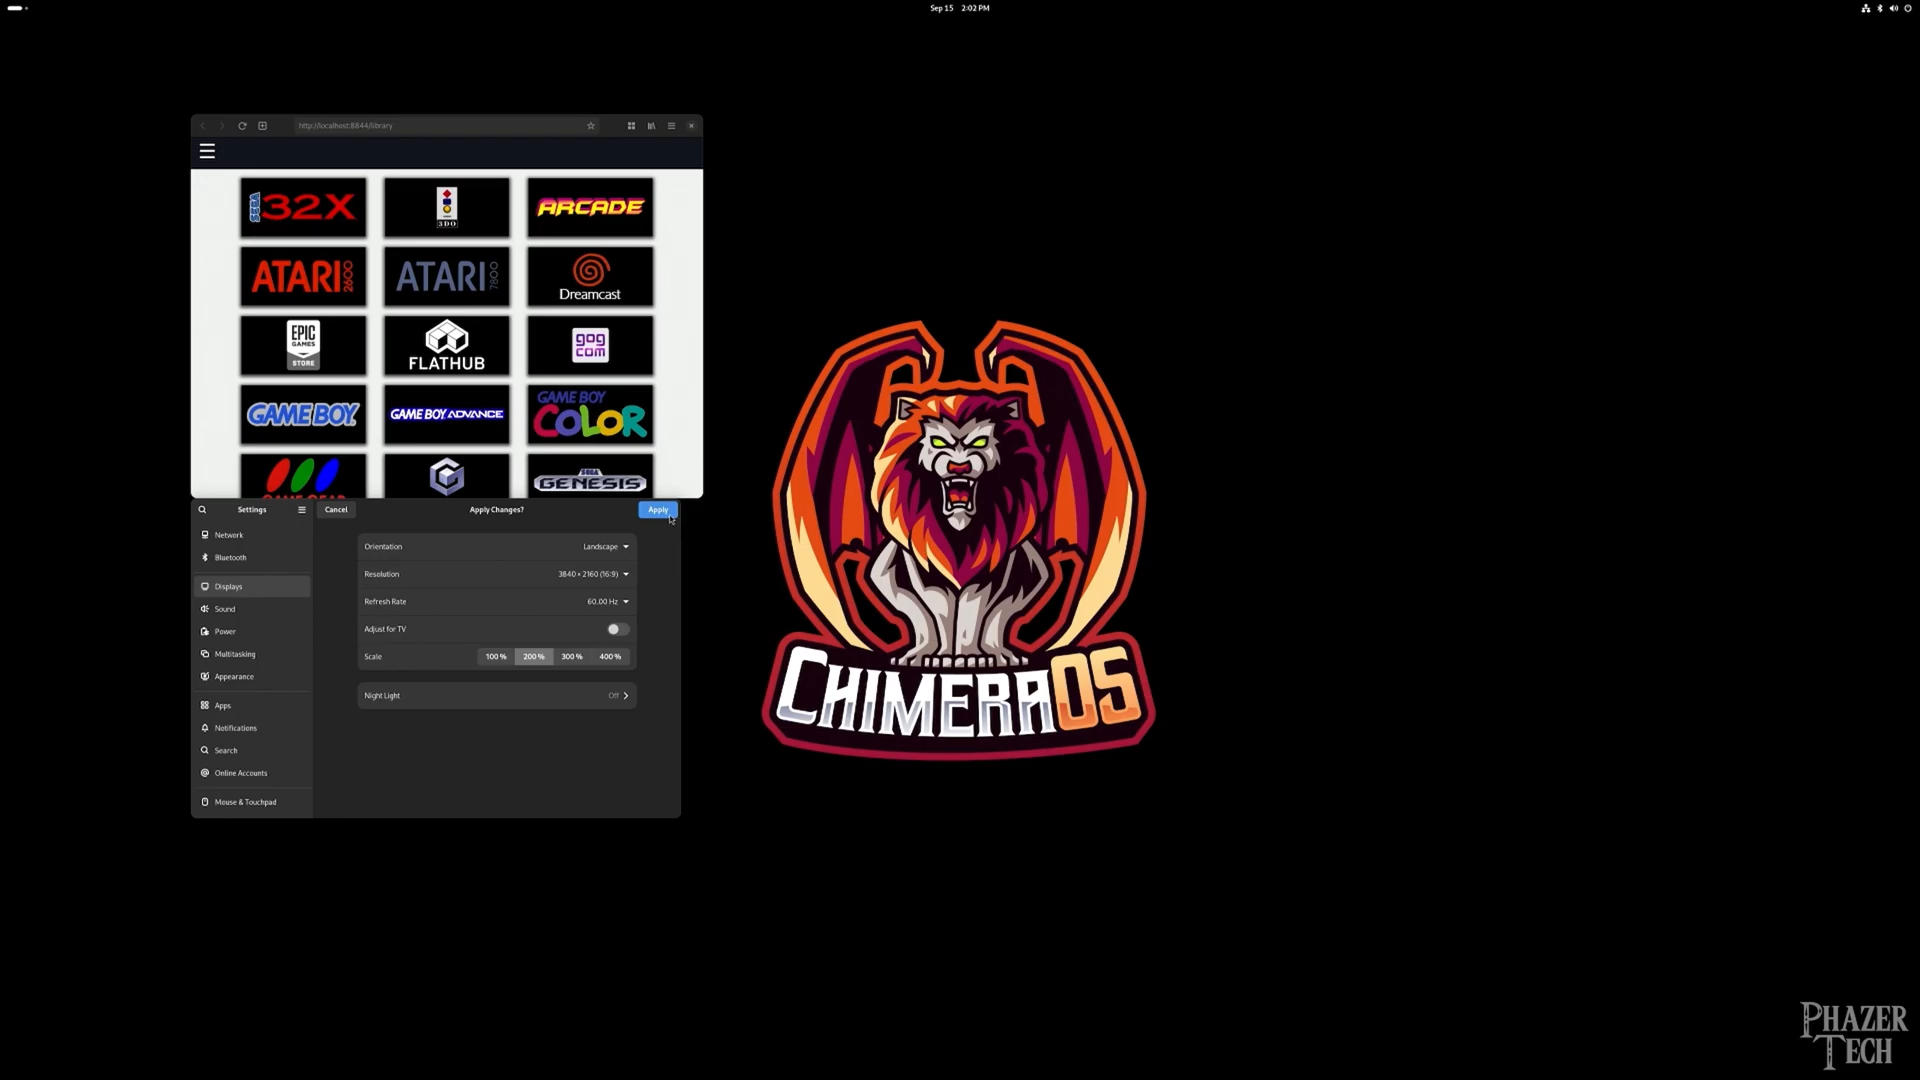 Sep 15 2:02 PM
http://localhost:8844/library
SEGA 32X
3DO
ARCADE
ATARI 2600
ATARI 7800
Dreamcast
EPIC GAMES STORE
FLATHUB
gog com
GAME BOY
GAME BOY ADVANCE
GAME BOY COLOR
GAME GEAR
SEGA GENESIS
Settings
Cancel
Apply Changes?
Apply
Network
Bluetooth
Displays
Sound
Power
Multitasking
Appearance
Apps
Notifications
Search
Online Accounts
Mouse & Touchpad
Orientation Landscape
Resolution 3840 × 2160 (16:9)
Refresh Rate 60.00 Hz
Adjust for TV
Scale 100 % 200 % 300 % 400 %
Night Light Off
CHIMERAOS
PHAZER
TECH